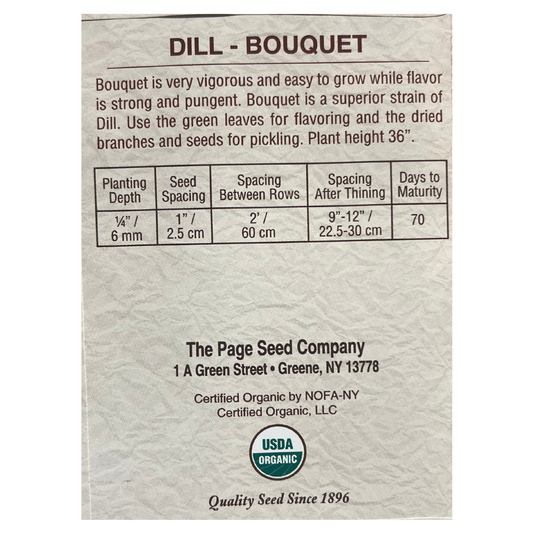 DILL - BOUQUET
Bouquet is very vigorous and easy to grow while flavor
is strong and pungent. Bouquet is a superior strain of
Dill. Use the green leaves for flavoring and the dried
branches and seeds for pickling. Plant height 36”.
Planting Depth | Seed Spacing | Spacing Between Rows | Spacing After Thining | Days to Maturity
¼” / 6 mm | 1” / 2.5 cm | 2’ / 60 cm | 9”-12” / 22.5-30 cm | 70
The Page Seed Company
1 A Green Street • Greene, NY 13778
Certified Organic by NOFA-NY
Certified Organic, LLC
USDA
ORGANIC
Quality Seed Since 1896